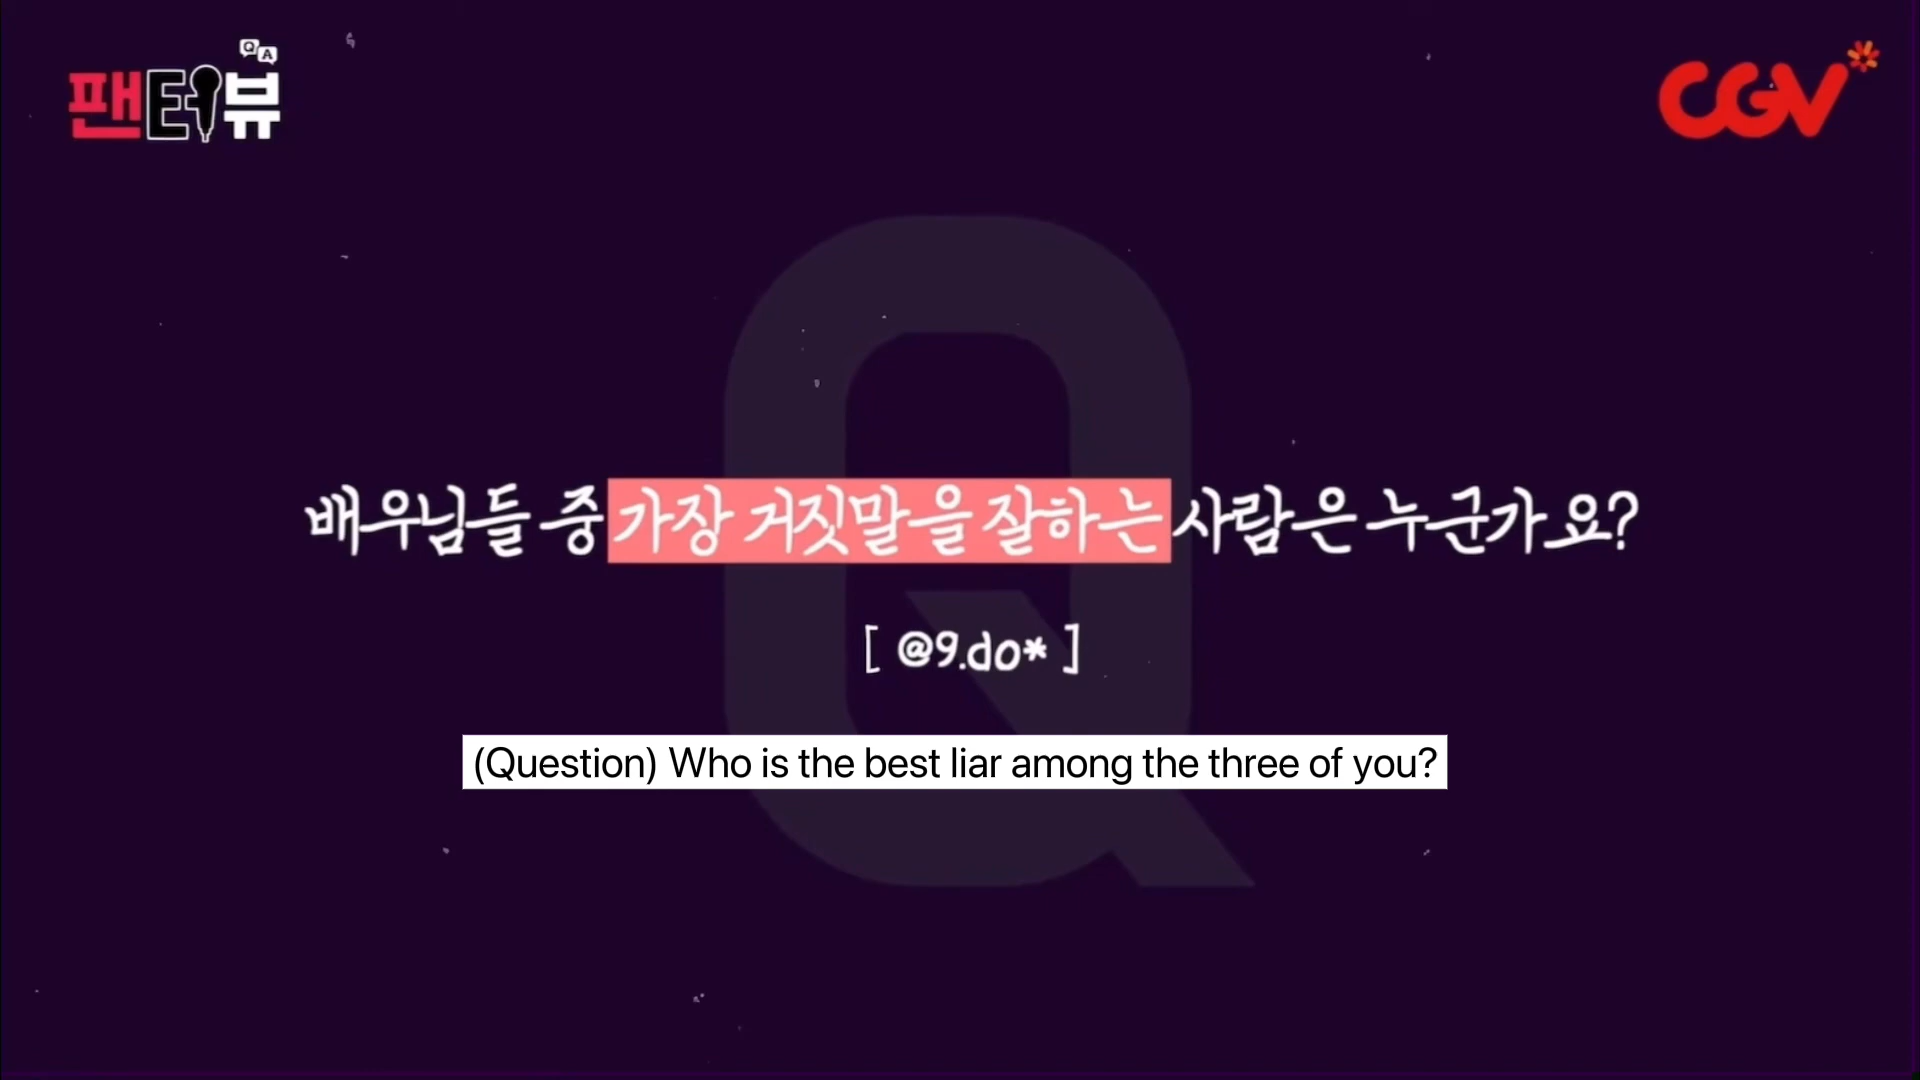 Q A
팬터뷰
CGV
배우님들 중 가장 거짓말을 잘하는 사람은 누군가요?
[ @9.do* ]
(Question) Who is the best liar among the three of you?
Q